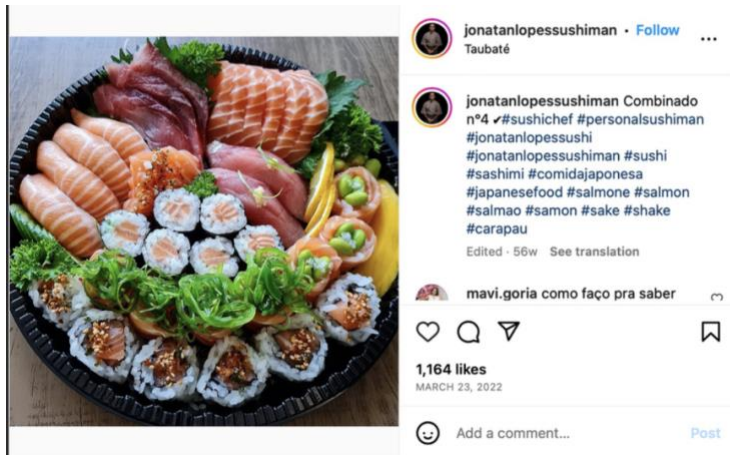 jonatanlopessushiman • Follow
Taubaté
jonatanlopessushiman Combinado
n°4 ✔#sushichef #personalsushiman
#jonatanlopessushi
#jonatanlopessushiman #sushi
#sashimi #comidajaponesa
#japanesefood #salmone #salmon
#salmao #samon #sake #shake
#carapau
Edited · 56w See translation
mavi.goria como faço pra saber
1,164 likes
MARCH 23, 2022
Add a comment...
Post